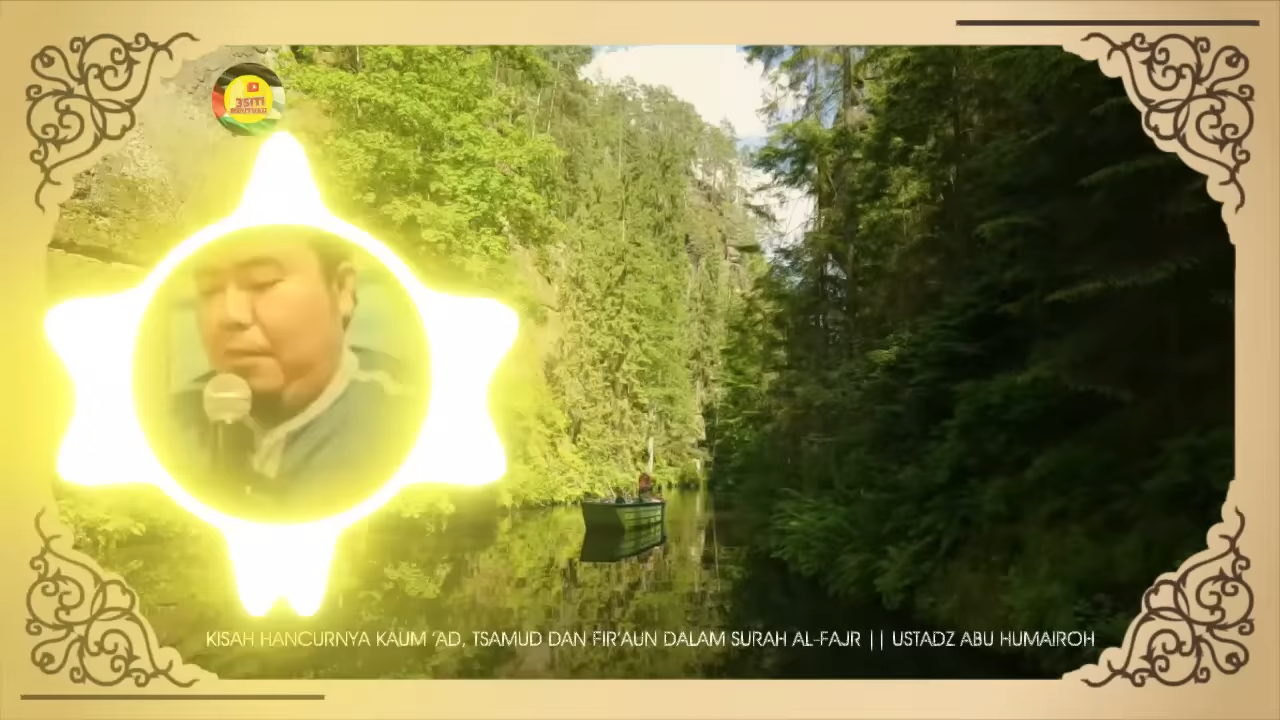 KISAH HANCURNYA KAUM 'AD, TSAMUD DAN FIR'AUN DALAM SURAH AL-FAJR || USTADZ ABU HUMAIROH